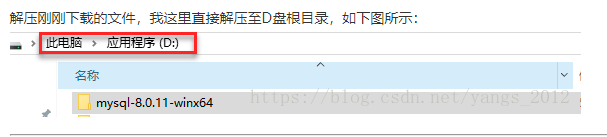 解压刚刚下载的文件，我这里直接解压至D盘根目录，如下图所示：
此电脑 > 应用程序 (D:) >
名称
mysql-8.0.11-winx64
https://blog.csdn.net/yangs_2012